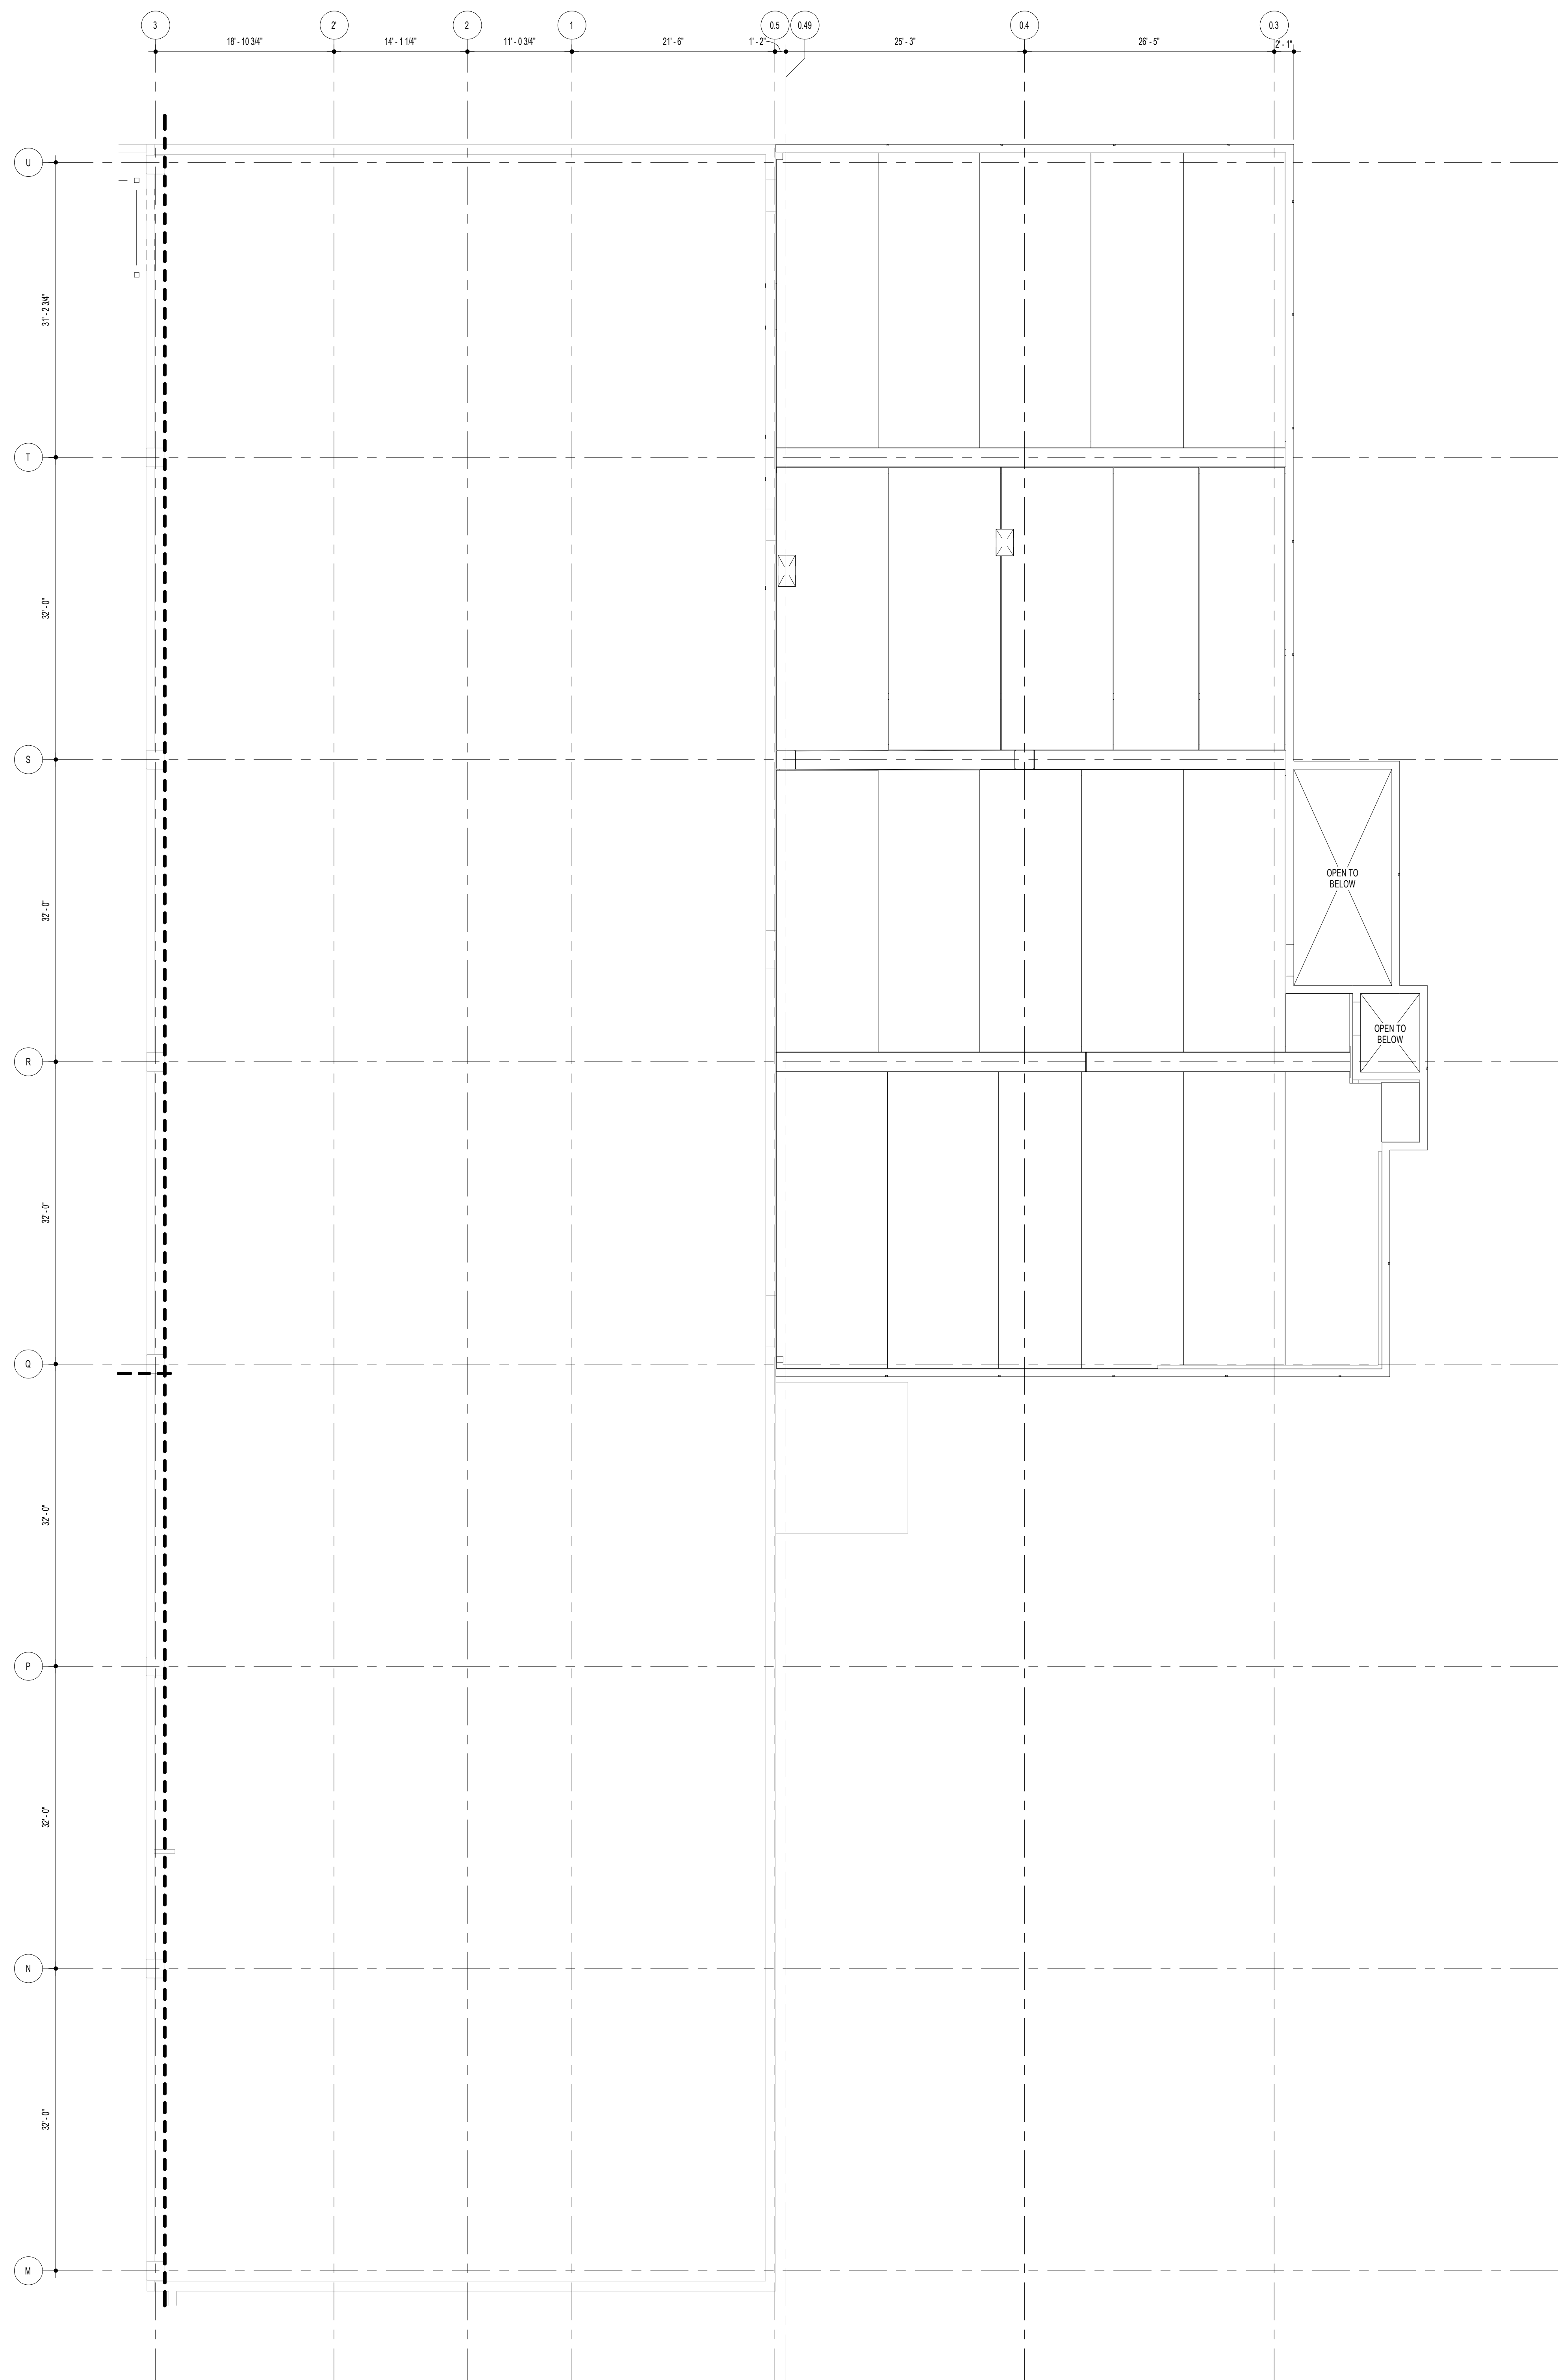 3
2'
2
1
0.5
0.49
0.4
0.3
18' - 10 3/4"
14' - 1 1/4"
11' - 0 3/4"
21' - 6"
1' - 2"
25' - 3"
26' - 5"
2' - 1"
U
31' - 2 3/4"
T
32' - 0"
S
OPEN TO
BELOW
32' - 0"
OPEN TO
BELOW
R
32' - 0"
Q
32' - 0"
P
32' - 0"
N
32' - 0"
M